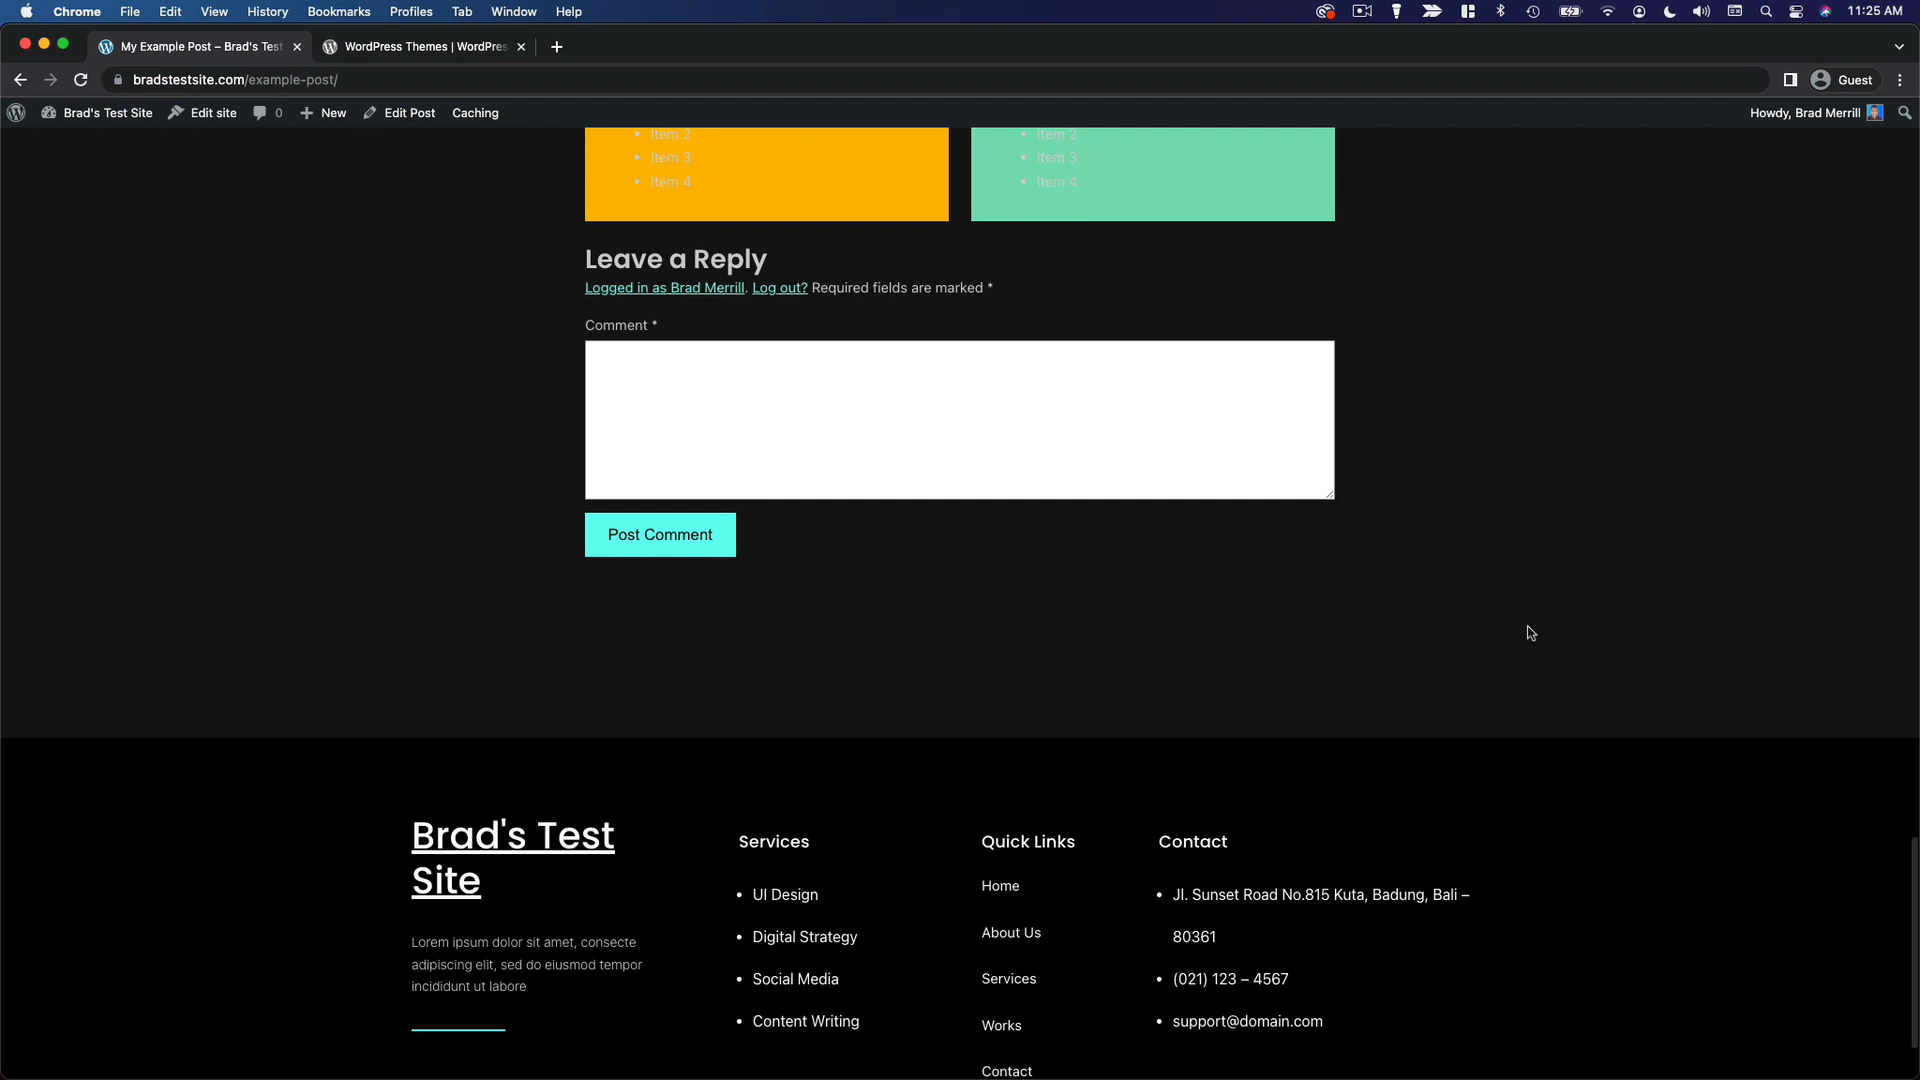 Chrome File Edit View History Bookmarks Profiles Tab Window Help 11:25 AM
My Example Post – Brad's Test WordPress Themes | WordPres
bradstestsite.com/example-post/ Guest
Brad's Test Site Edit site 0 New Edit Post Caching Howdy, Brad Merrill
Item 2
Item 3
Item 4
Item 2
Item 3
Item 4
Leave a Reply
Logged in as Brad Merrill. Log out? Required fields are marked *
Comment *
Post Comment
Brad's Test
Site
Lorem ipsum dolor sit amet, consecte
adipiscing elit, sed do eiusmod tempor
incididunt ut labore
Services
UI Design
Digital Strategy
Social Media
Content Writing
Quick Links
Home
About Us
Services
Works
Contact
Contact
Jl. Sunset Road No.815 Kuta, Badung, Bali –
80361
(021) 123 – 4567
support@domain.com